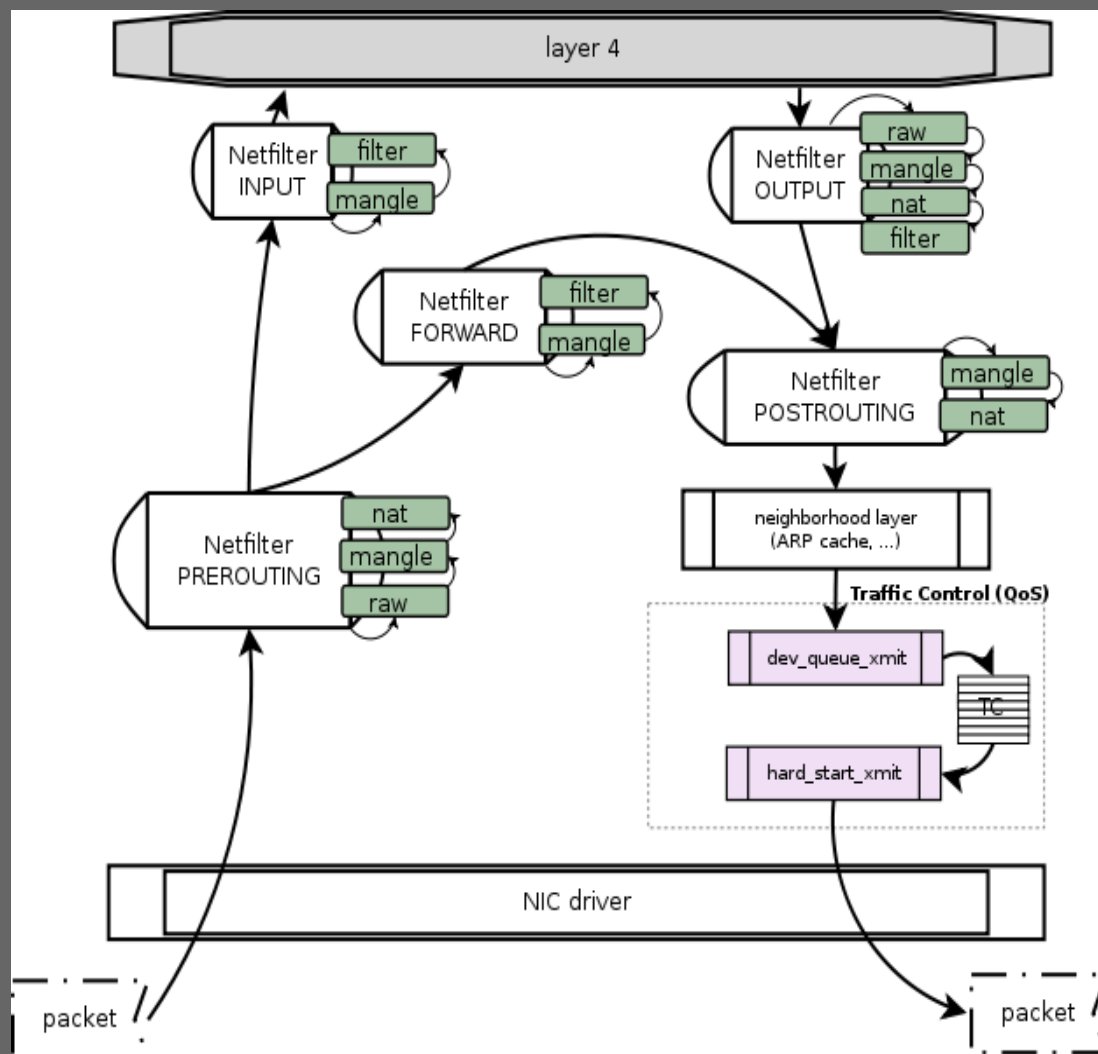 layer 4
Netfilter
INPUT
filter
mangle
Netfilter
OUTPUT
raw
mangle
nat
filter
Netfilter
FORWARD
filter
mangle
Netfilter
POSTROUTING
mangle
nat
Netfilter
PREROUTING
nat
mangle
raw
neighborhood layer
(ARP cache, ...)
Traffic Control (QoS)
dev_queue_xmit
TC
hard_start_xmit
NIC driver
packet
packet